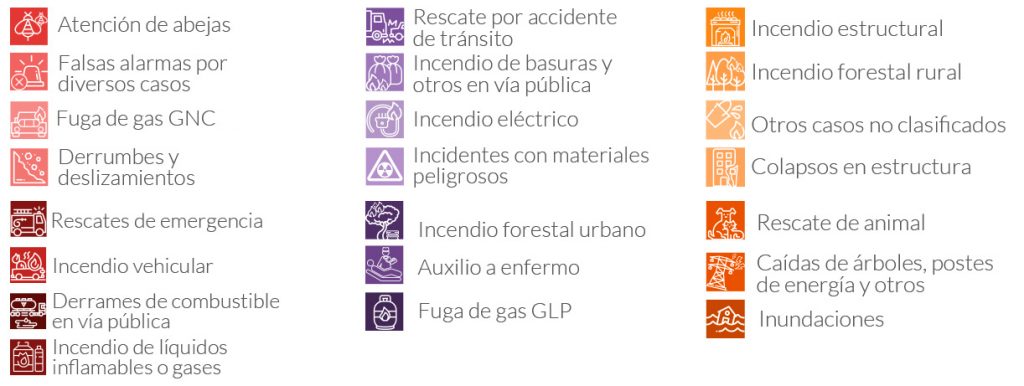 Atención de abejas
Falsas alarmas por
diversos casos
Fuga de gas GNC
Derrumbes y
deslizamientos
Rescates de emergencia
Incendio vehicular
Derrames de combustible
en vía pública
Incendio de líquidos
inflamables o gases
Rescate por accidente
de tránsito
Incendio de basuras y
otros en vía pública
Incendio eléctrico
Incidentes con materiales
peligrosos
Incendio forestal urbano
Auxilio a enfermo
Fuga de gas GLP
Incendio estructural
Incendio forestal rural
Otros casos no clasificados
Colapsos en estructura
Rescate de animal
Caídas de árboles, postes
de energía y otros
Inundaciones